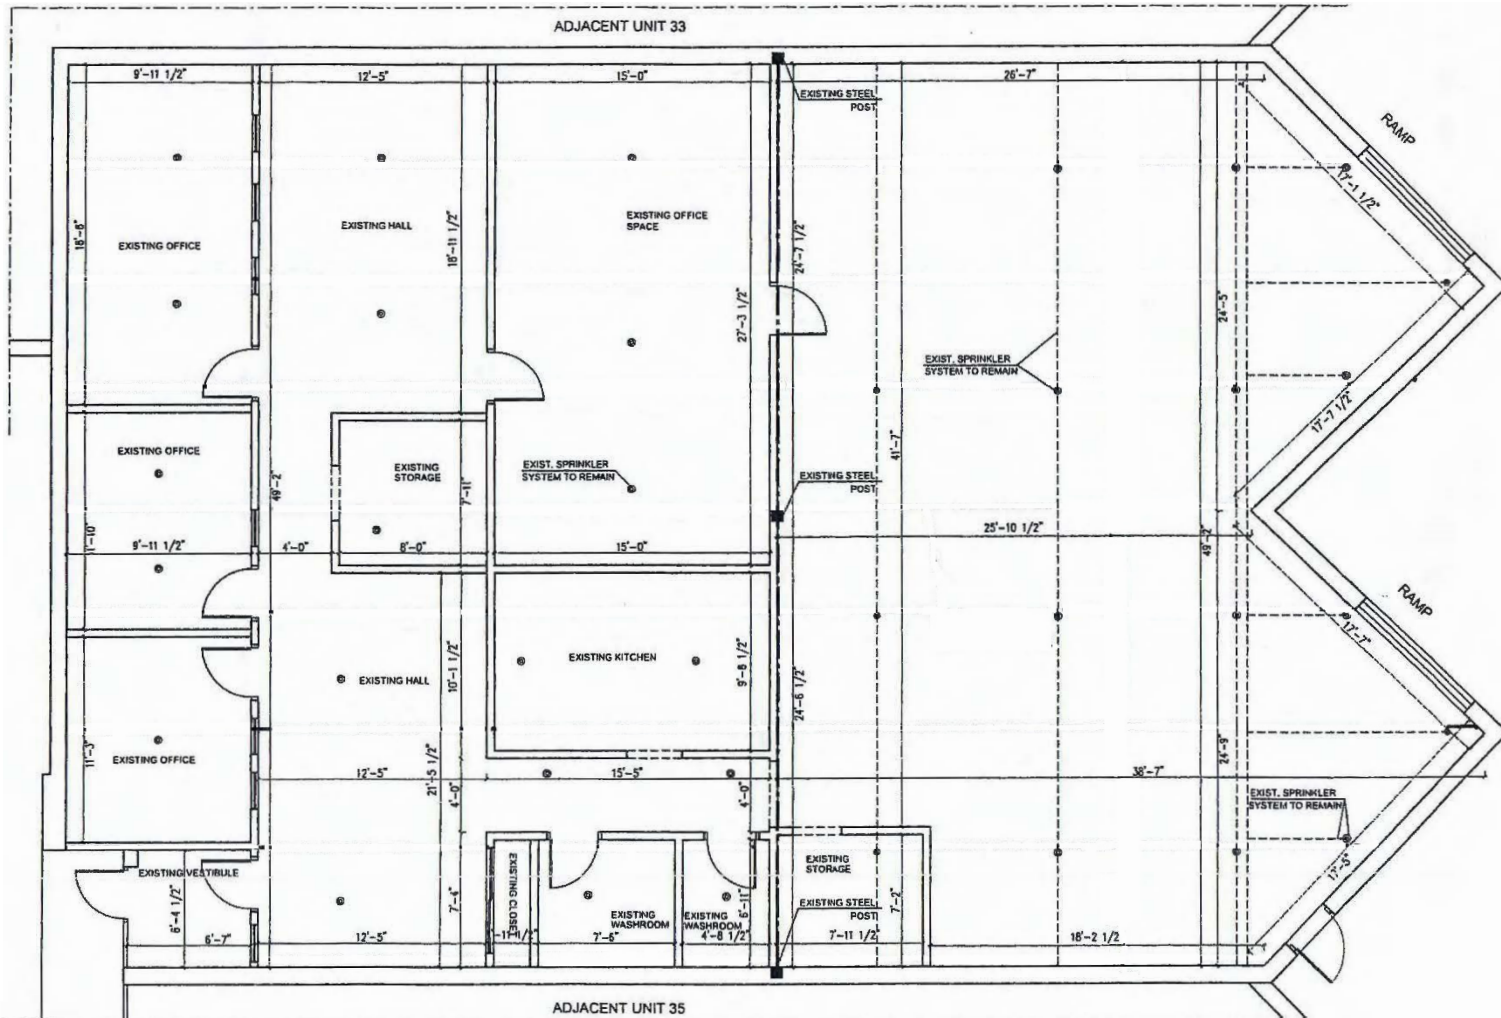 ADJACENT UNIT 33
9'-11 1/2"
12'-5"
15'-0"
26'-7"
EXISTING STEEL
POST
RAMP
17'-1 1/2"
18'-6"
EXISTING OFFICE
EXISTING HALL
18'-11 1/2"
EXISTING OFFICE
SPACE
24'-7 1/2"
27'-3 1/2"
24'-5"
EXIST. SPRINKLER
SYSTEM TO REMAIN
17'-7 1/2"
EXISTING OFFICE
EXISTING
STORAGE
7'-11"
EXIST. SPRINKLER
SYSTEM TO REMAIN
EXISTING STEEL
POST
41'-7"
49'-2"
9'-11 1/2"
4'-0"
8'-0"
15'-0"
25'-10 1/2"
49'-2"
RAMP
17'-7"
EXISTING HALL
10'-1 1/2"
EXISTING KITCHEN
9'-8 1/2"
24'-6 1/2"
EXISTING OFFICE
11'-3"
12'-5"
21'-5 1/2"
4'-0"
15'-5"
4'-0"
24'-9"
38'-7"
EXIST. SPRINKLER
SYSTEM TO REMAIN
17'-5"
EXISTING VESTIBULE
6'-4 1/2"
6'-7"
12'-5"
7'-4"
EXISTING CLOSET
-11 1/2"
7'-6"
EXISTING
WASHROOM
EXISTING
WASHROOM
6'-11"
4'-8 1/2"
EXISTING
STORAGE
EXISTING STEEL
POST
7'-11 1/2"
7'-2"
18'-2 1/2
ADJACENT UNIT 35